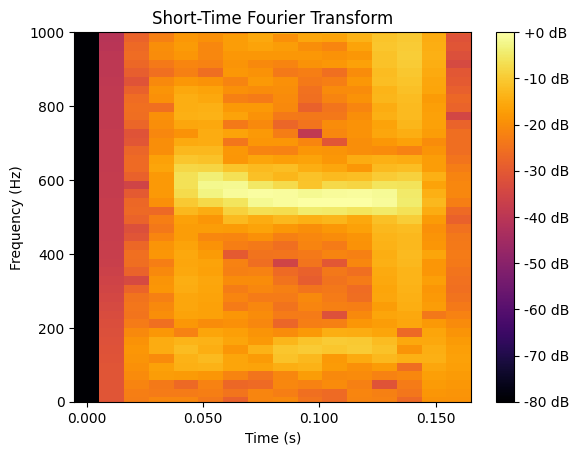 Short-Time Fourier Transform
1000
800
600
400
200
0
Frequency (Hz)
0.000
0.050
0.100
0.150
Time (s)
+0 dB
-10 dB
-20 dB
-30 dB
-40 dB
-50 dB
-60 dB
-70 dB
-80 dB